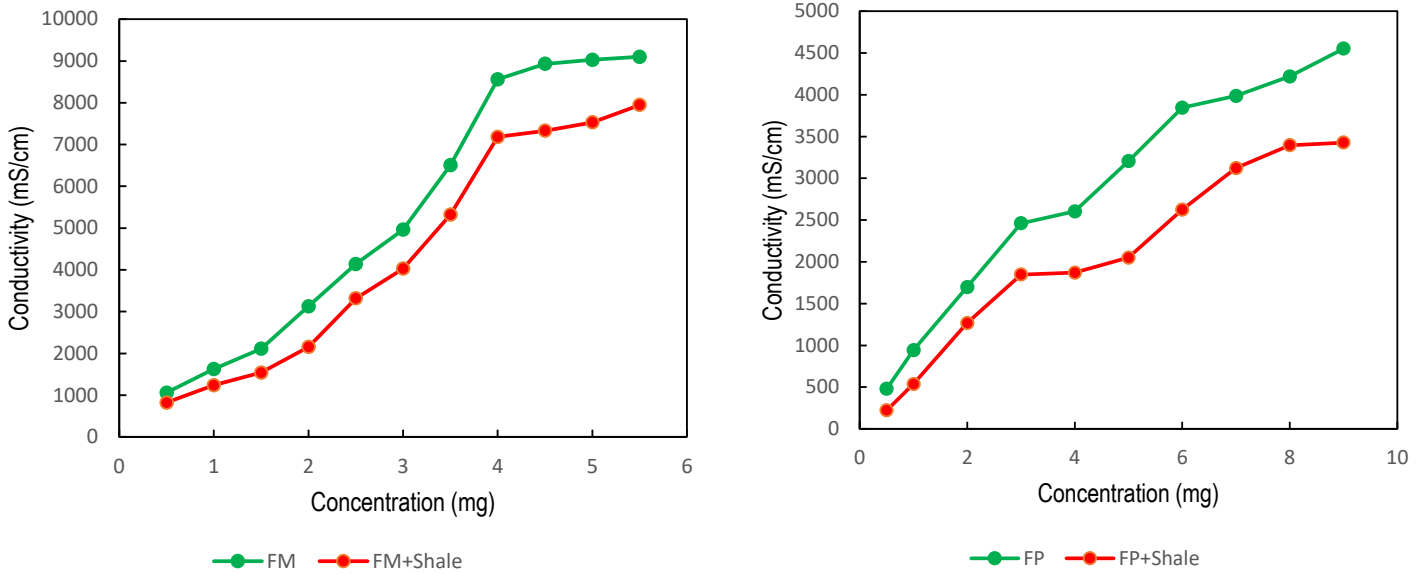 10000
9000
8000
7000
6000
5000
4000
3000
2000
1000
0
Conductivity (mS/cm)
0 1 2 3 4 5 6
Concentration (mg)
FM FM+Shale
5000
4500
4000
3500
3000
2500
2000
1500
1000
500
0
Conductivity (mS/cm)
0 2 4 6 8 10
Concentration (mg)
FP FP+Shale